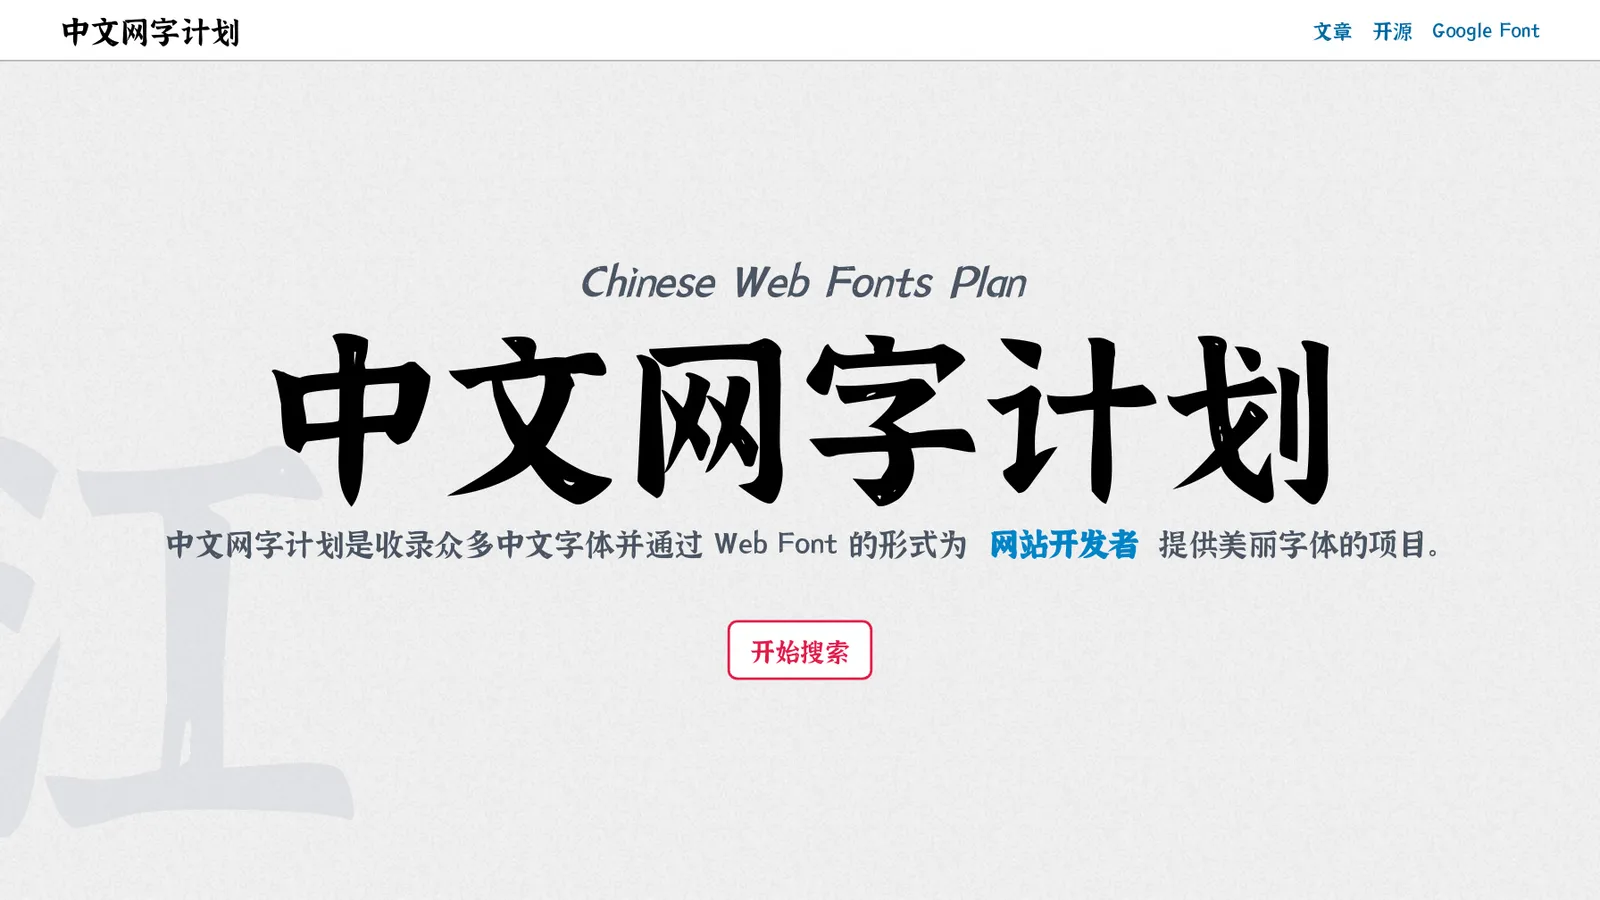 中文网字计划
文章 开源 Google Font
Chinese Web Fonts Plan
中文网字计划
中文网字计划是收录众多中文字体并通过 Web Font 的形式为 网站开发者 提供美丽字体的项目。
开始搜索
江